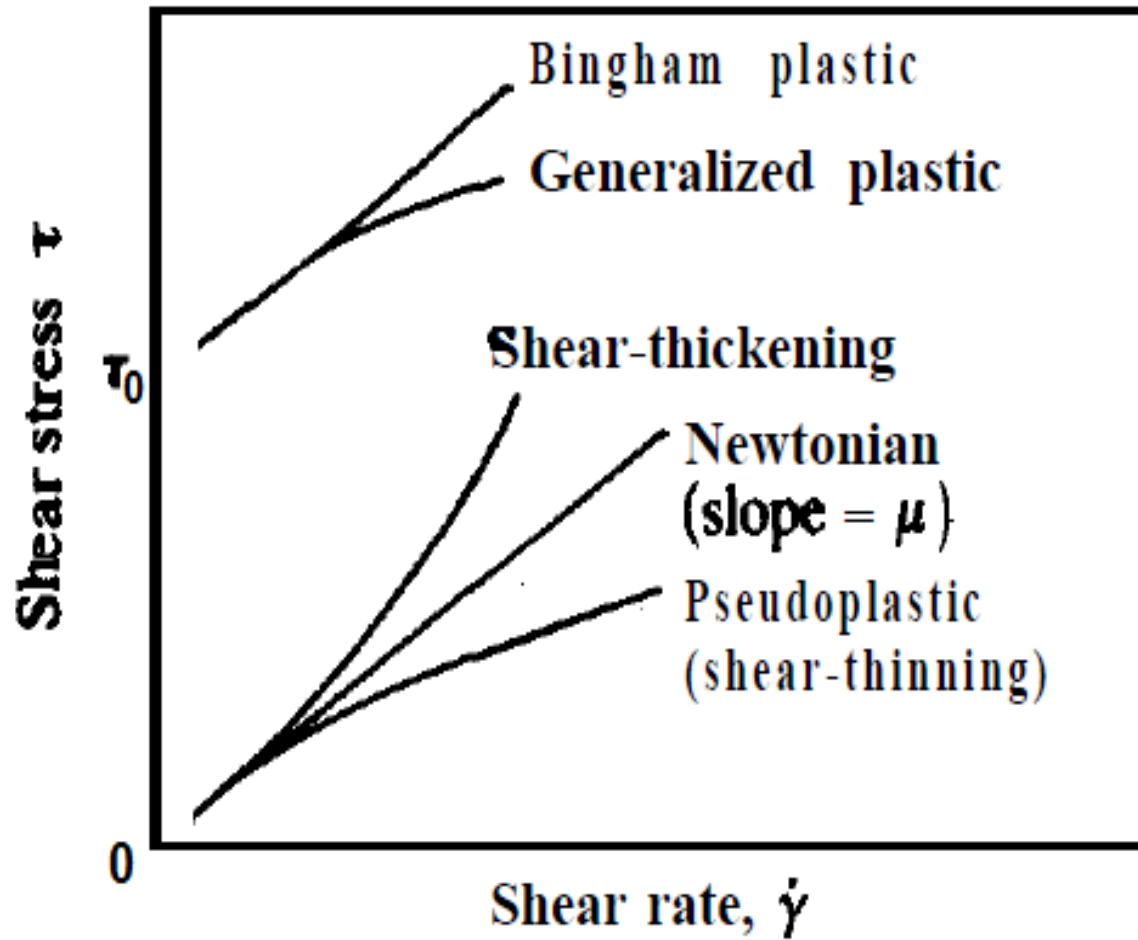 Bingham plastic
Generalized plastic
Shear stress τ
τ0
Shear-thickening
Newtonian
(slope = μ)
Pseudoplastic
(shear-thinning)
0
Shear rate, γ̇